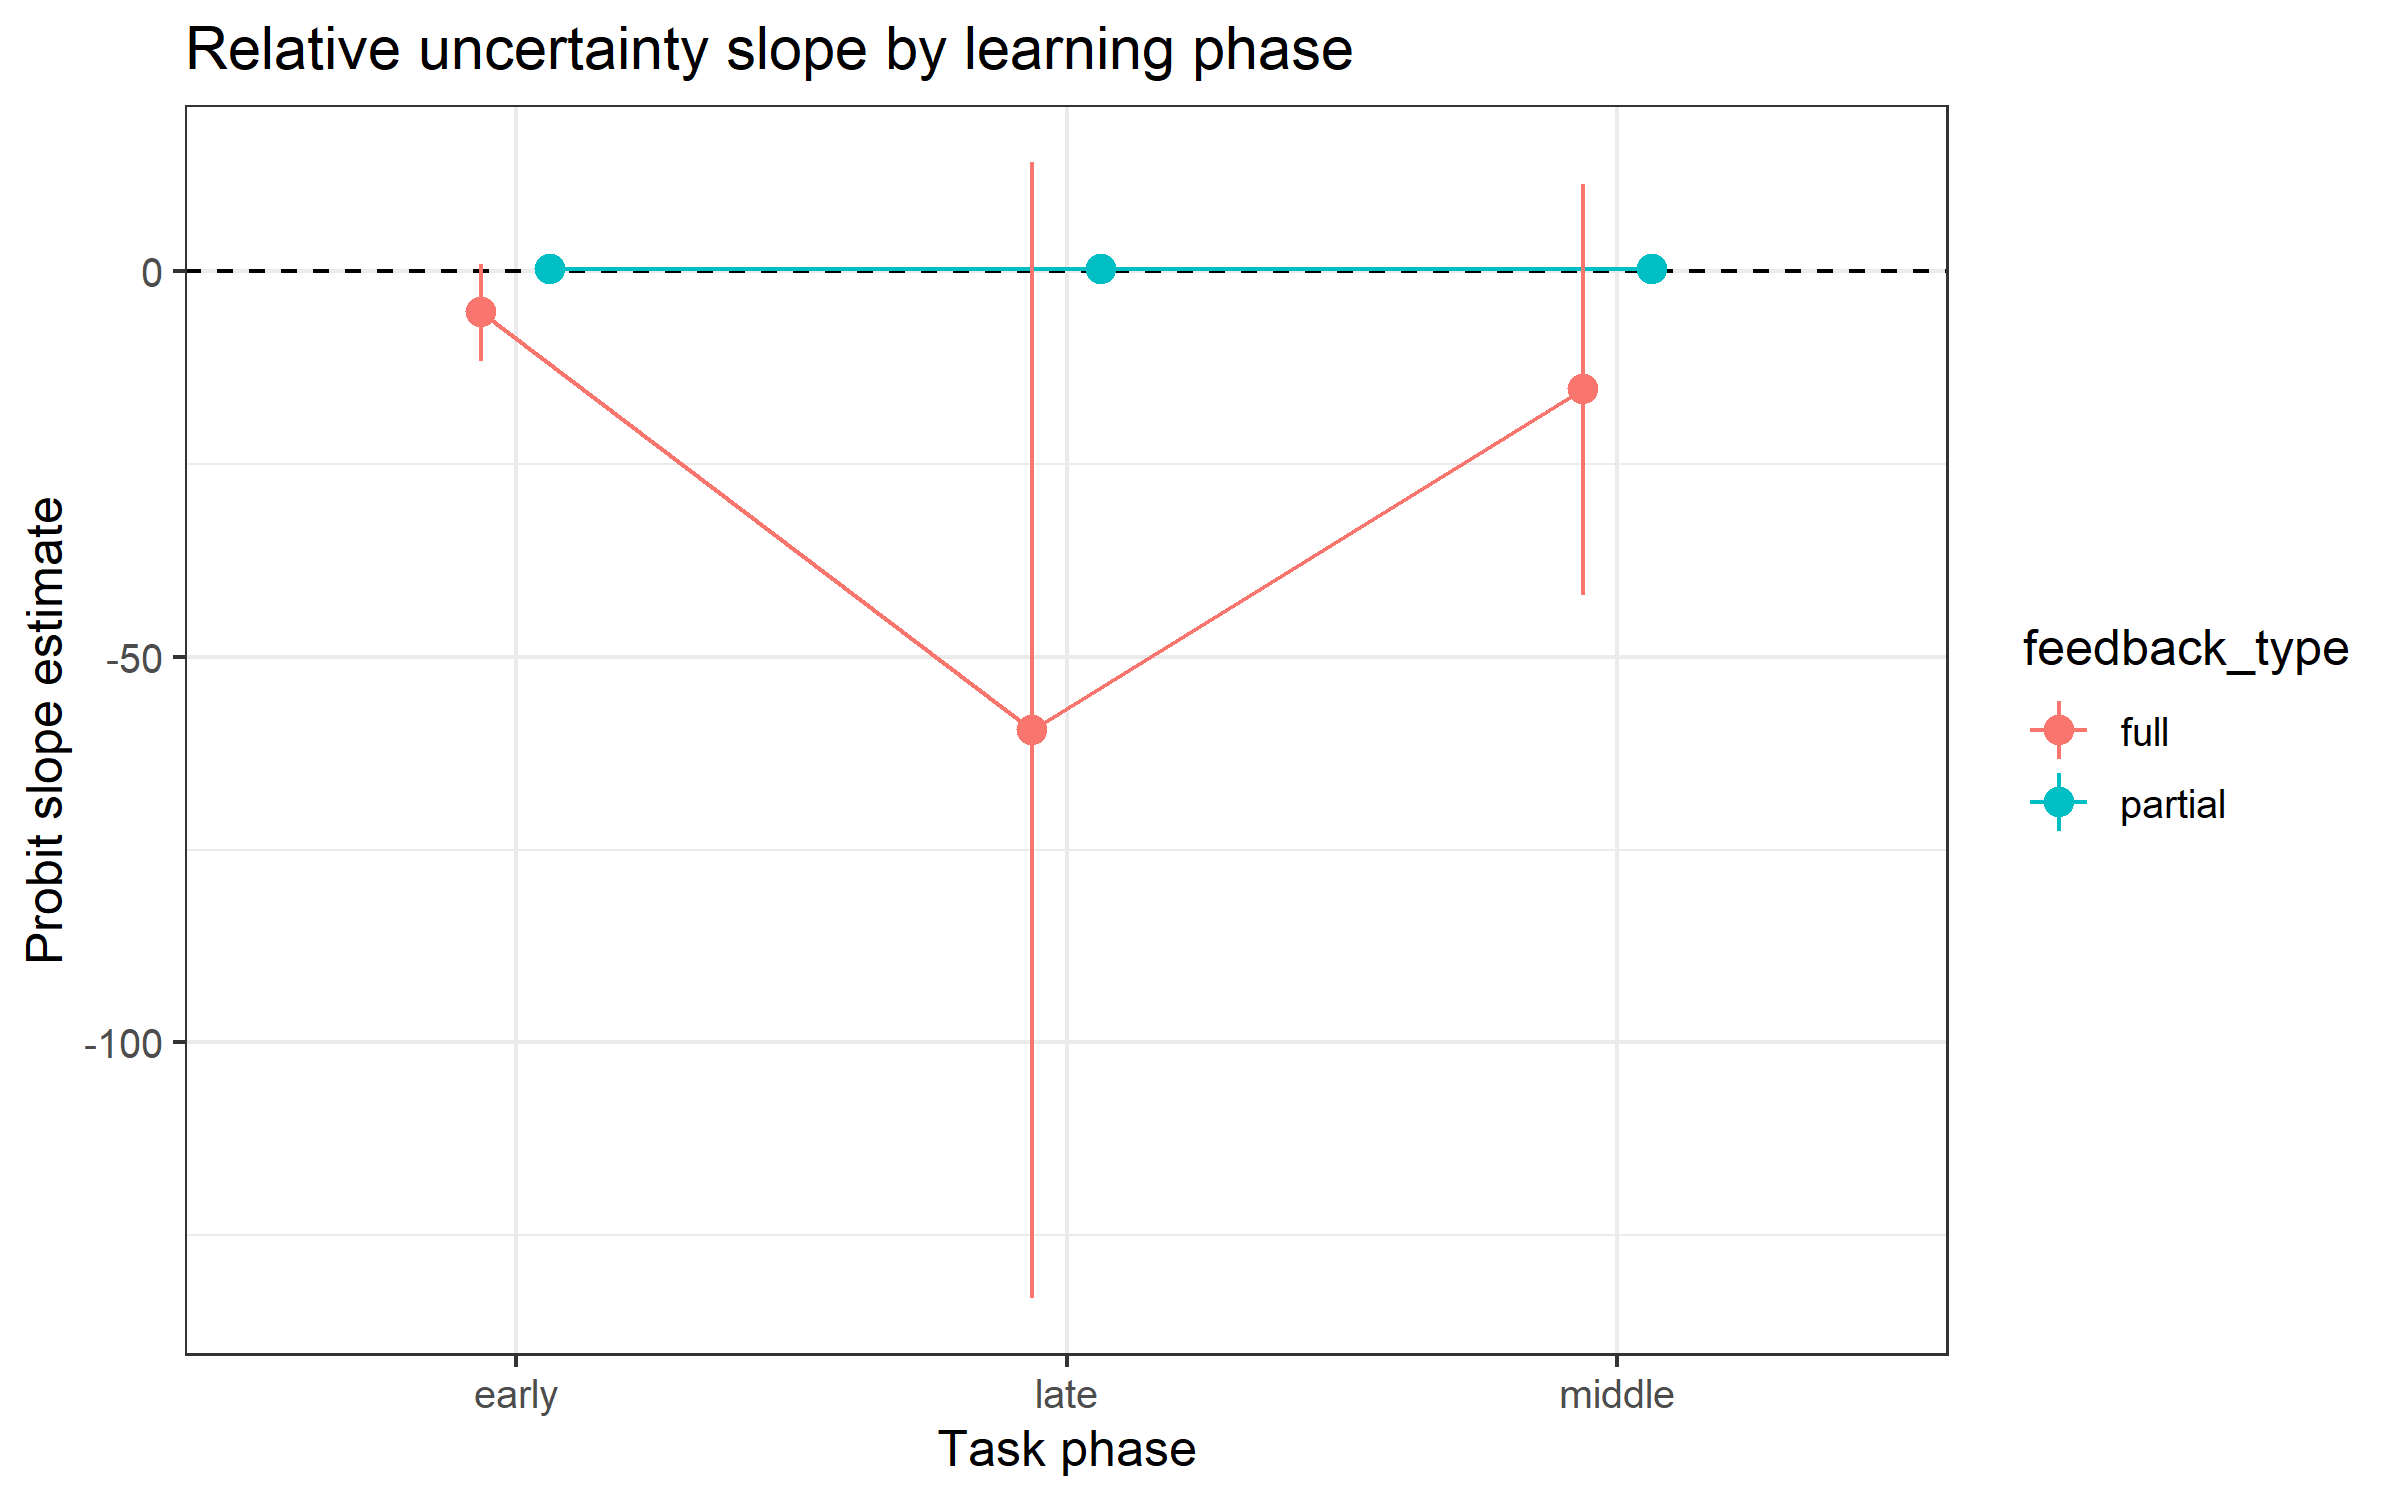 Relative uncertainty slope by learning phase
0
-50
-100
Probit slope estimate
early late middle
Task phase
feedback_type
full
partial